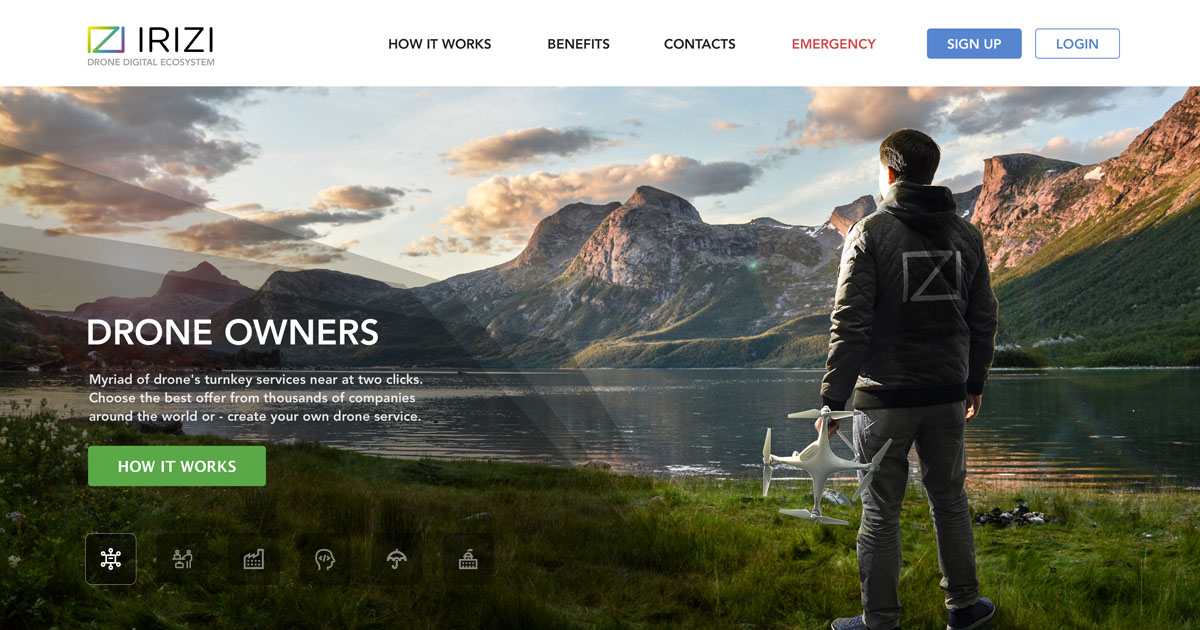 IRIZI
DRONE DIGITAL ECOSYSTEM
HOW IT WORKS
BENEFITS
CONTACTS
EMERGENCY
SIGN UP
LOGIN
DRONE OWNERS
Myriad of drone's turnkey services near at two clicks.
Choose the best offer from thousands of companies
around the world or - create your own drone service.
HOW IT WORKS